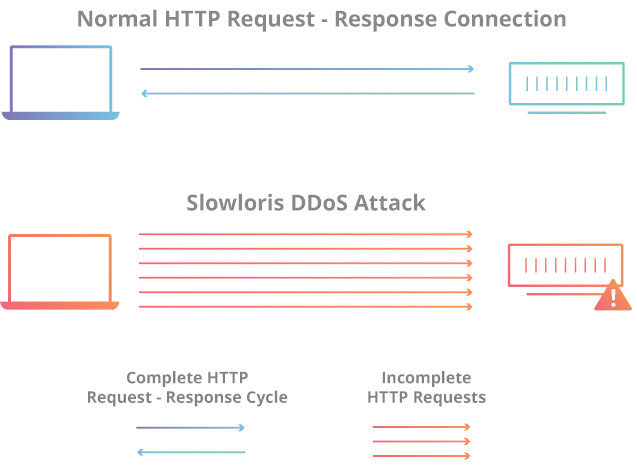 Normal HTTP Request - Response Connection
Slowloris DDoS Attack
Complete HTTP
Request - Response Cycle
Incomplete
HTTP Requests